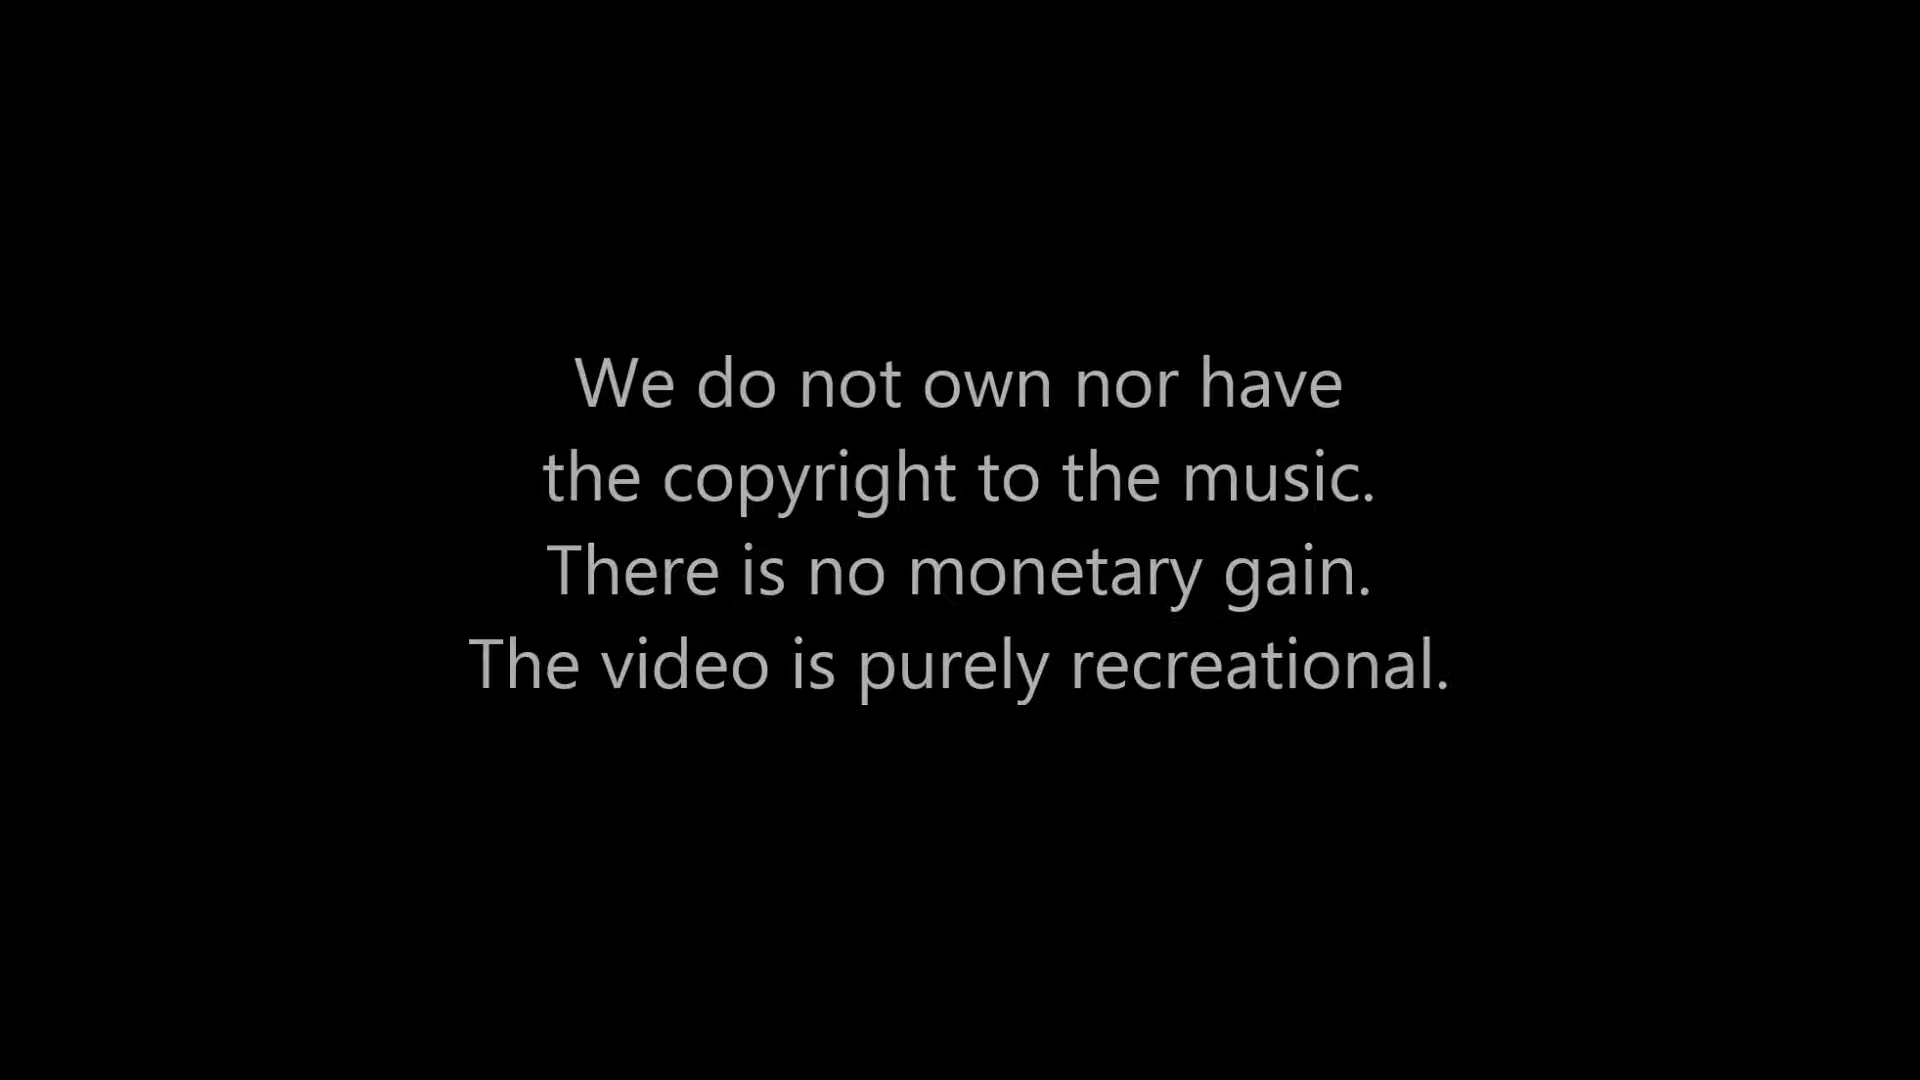 We do not own nor have
the copyright to the music.
There is no monetary gain.
The video is purely recreational.